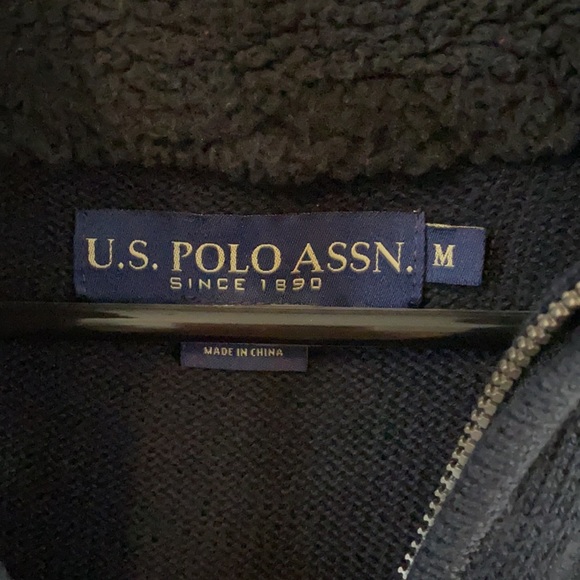 U.S. POLO ASSN. M
SINCE 1890
MADE IN CHINA